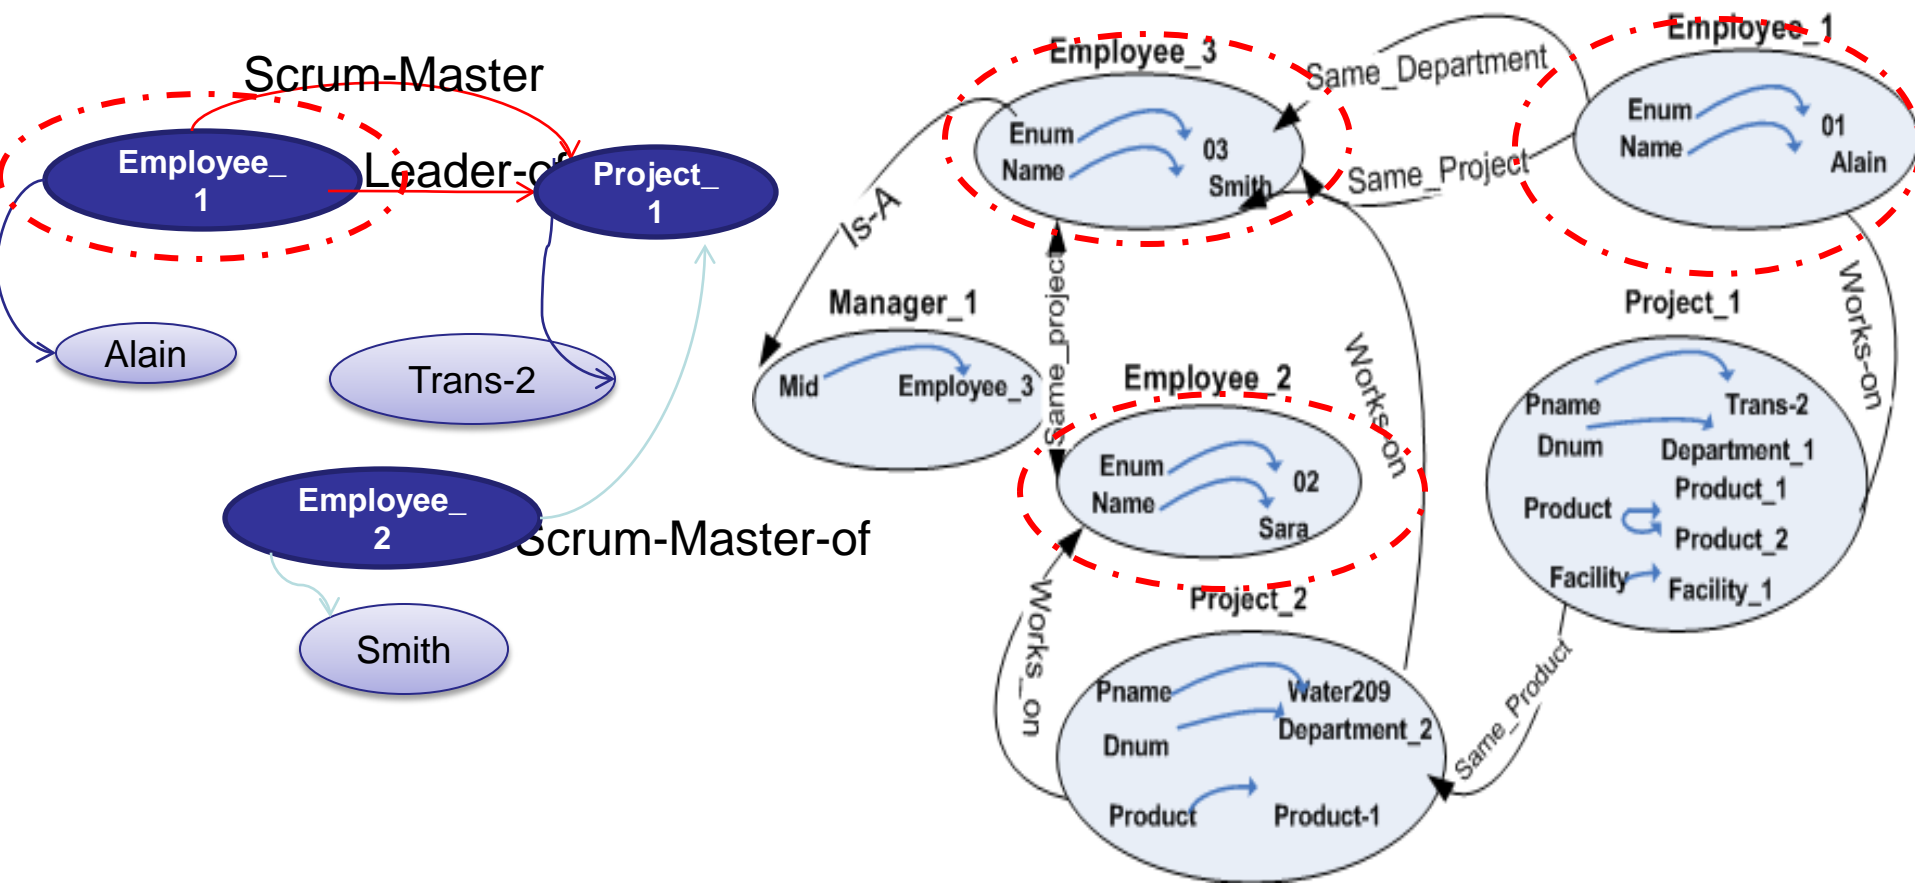 Scrum-Master
Employee_
1
Leader-of
Project_
1
Alain
Trans-2
Employee_
2
Scrum-Master-of
Smith
Employee_3
Enum
Name
03
Smith
Same_Department
Same_Project
Employee_1
Enum
Name
01
Alain
Is-A
Same_project
Works-on
Works-on
Manager_1
Mid
Employee_3
Employee_2
Enum
Name
02
Sara
Project_1
Pname
Trans-2
Dnum
Department_1
Product_1
Product
Product_2
Facility
Facility_1
Works_on
Same_Product
Project_2
Pname
Water209
Department_2
Dnum
Product
Product-1